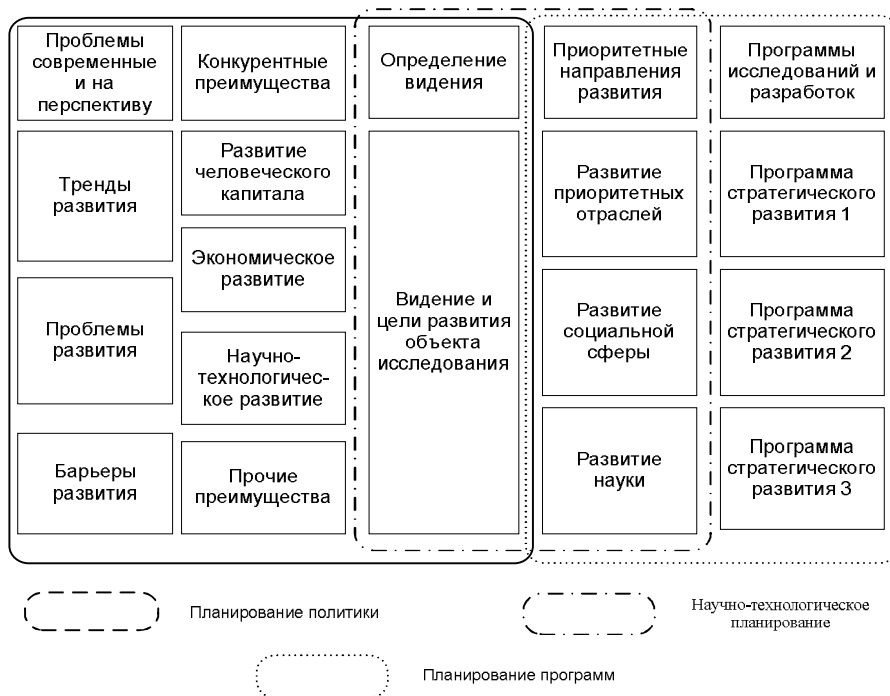 Проблемы
современные
и на
перспективу
Конкурентные
преимущества
Определение
видения
Приоритетные
направления
развития
Программы
исследований и
разработок
Тренды
развития
Проблемы
развития
Барьеры
развития
Развитие
человеческого
капитала
Экономическое
развитие
Научно-
технологичес-
кое развитие
Прочие
преимущества
Видение и
цели развития
объекта
исследования
Развитие
приоритетных
отраслей
Развитие
социальной
сферы
Развитие
науки
Программа
стратегического
развития 1
Программа
стратегического
развития 2
Программа
стратегического
развития 3
Планирование политики
Научно-технологическое
планирование
Планирование программ